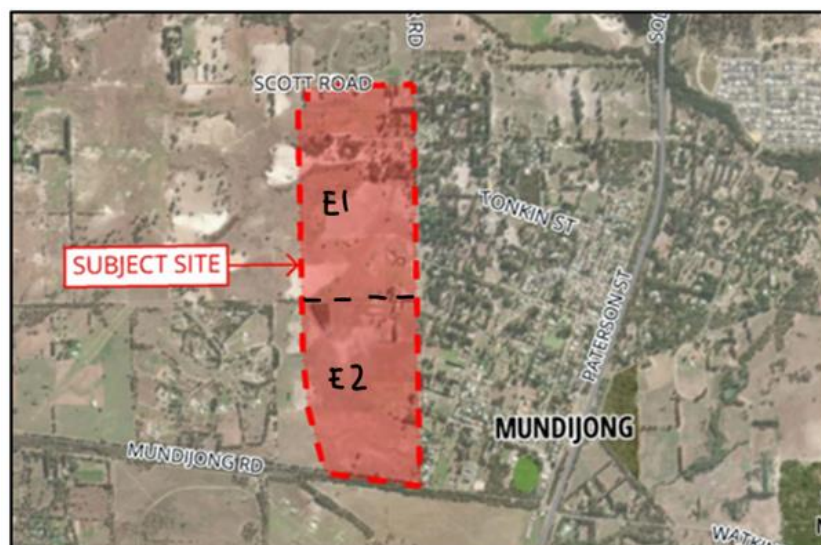 RD
SCOTT ROAD
E1
TONKIN ST
SUBJECT SITE
PATERSON ST
E2
MUNDIJONG
MUNDIJONG RD